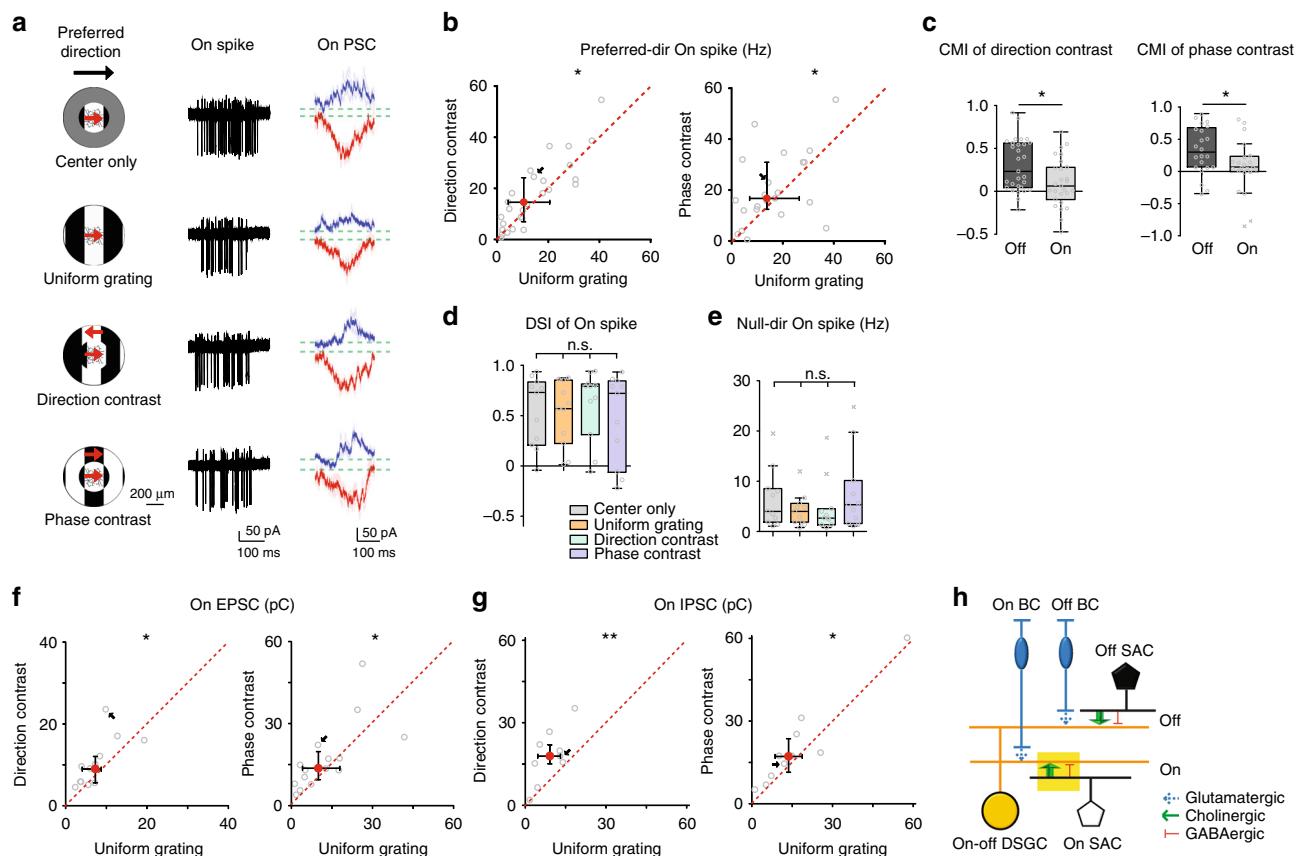 a
Preferred
direction
On spike
On PSC
Center only
Uniform grating
Direction contrast
Phase contrast
200 μm
50 pA
100 ms
50 pA
100 ms
b
Preferred-dir On spike (Hz)
*
*
Direction contrast
60
40
20
0
0
20
40
60
Uniform grating
Phase contrast
60
40
20
0
0
20
40
60
Uniform grating
c
CMI of direction contrast
CMI of phase contrast
*
*
1.0
0.5
0
−0.5
Off
On
1.0
0.5
0
−0.5
−1.0
Off
On
d
DSI of On spike
n.s.
1.0
0.5
0
−0.5
Center only
Uniform grating
Direction contrast
Phase contrast
e
Null-dir On spike (Hz)
n.s.
30
20
10
0
f
On EPSC (pC)
*
*
Direction contrast
40
30
20
10
0
0
20
40
Uniform grating
Phase contrast
60
30
0
0
30
60
Uniform grating
g
On IPSC (pC)
**
*
Direction contrast
60
30
0
0
30
60
Uniform grating
Phase contrast
60
30
0
0
30
60
Uniform grating
h
On BC
Off BC
Off SAC
Off
On
On-off DSGC
On SAC
Glutamatergic
Cholinergic
GABAergic